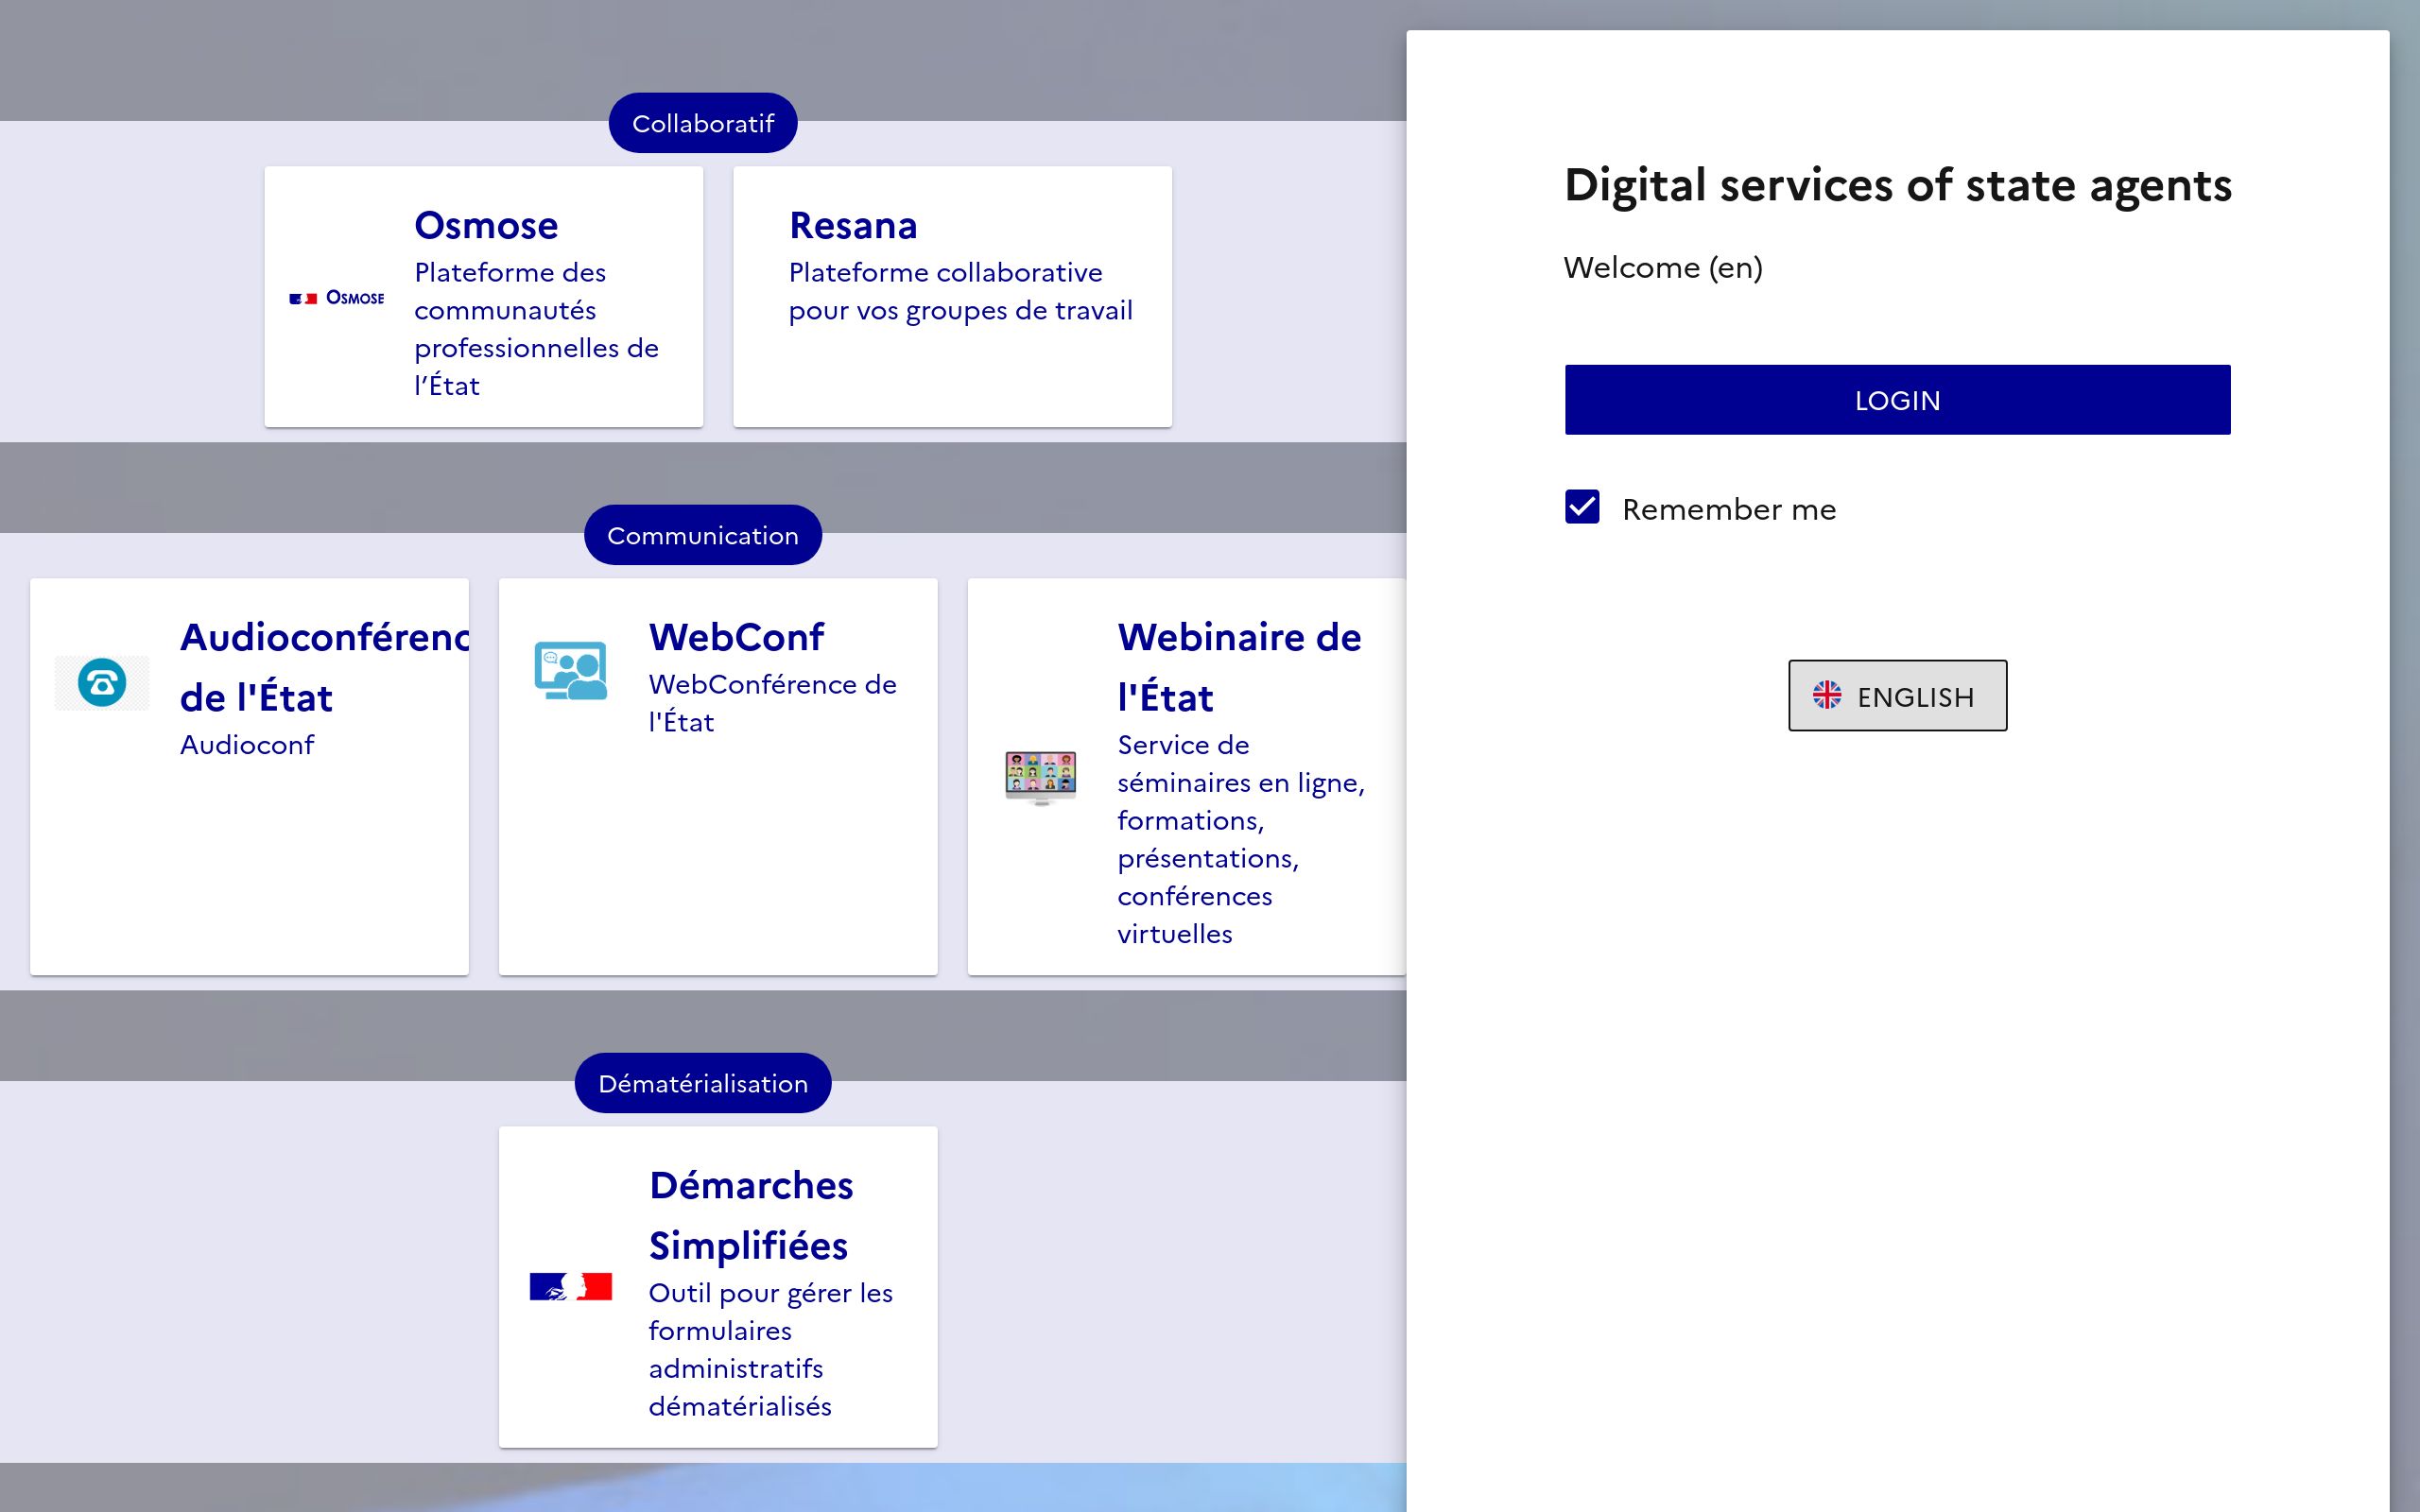 Collaboratif
Osmose
OSMOSE
Plateforme des
communautés
professionnelles de
l’État
Resana
Plateforme collaborative
pour vos groupes de travail
Communication
Audioconférenc
de l'État
Audioconf
WebConf
WebConférence de
l'État
Webinaire de
l'État
Service de
séminaires en ligne,
formations,
présentations,
conférences
virtuelles
Dématérialisation
Démarches
Simplifiées
Outil pour gérer les
formulaires
administratifs
dématérialisés
Digital services of state agents
Welcome (en)
LOGIN
Remember me
ENGLISH